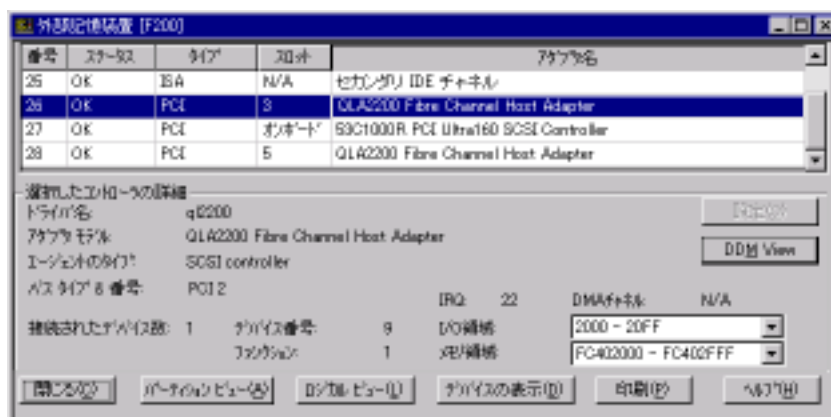 外部記憶装置 [F200]
番号 ステータス タイプ スロット アダプタ名
25 OK ISA N/A セカンダリ IDE チャネル
26 OK PCI 3 QLA2200 Fibre Channel Host Adapter
27 OK PCI オンボード 53C1000R PCI Ultra160 SCSI Controller
28 OK PCI 5 QLA2200 Fibre Channel Host Adapter
選択したコントローラの詳細
ドライバ名: ql2200
アダプタ モデル: QLA2200 Fibre Channel Host Adapter
DDM View
エージェントのタイプ: SCSI controller
バス タイプ & 番号: PCI 2 IRQ: 22 DMAチャネル: N/A
接続されたデバイス数: 1 デバイス番号: 9 I/O領域: 2000 - 20FF
ファンクション: 1 メモリ領域: FC402000 - FC402FFF
閉じる(C) パーティション ビュー(A) ロジカル ビュー(L) デバイスの表示(D) 印刷(P) ヘルプ(H)